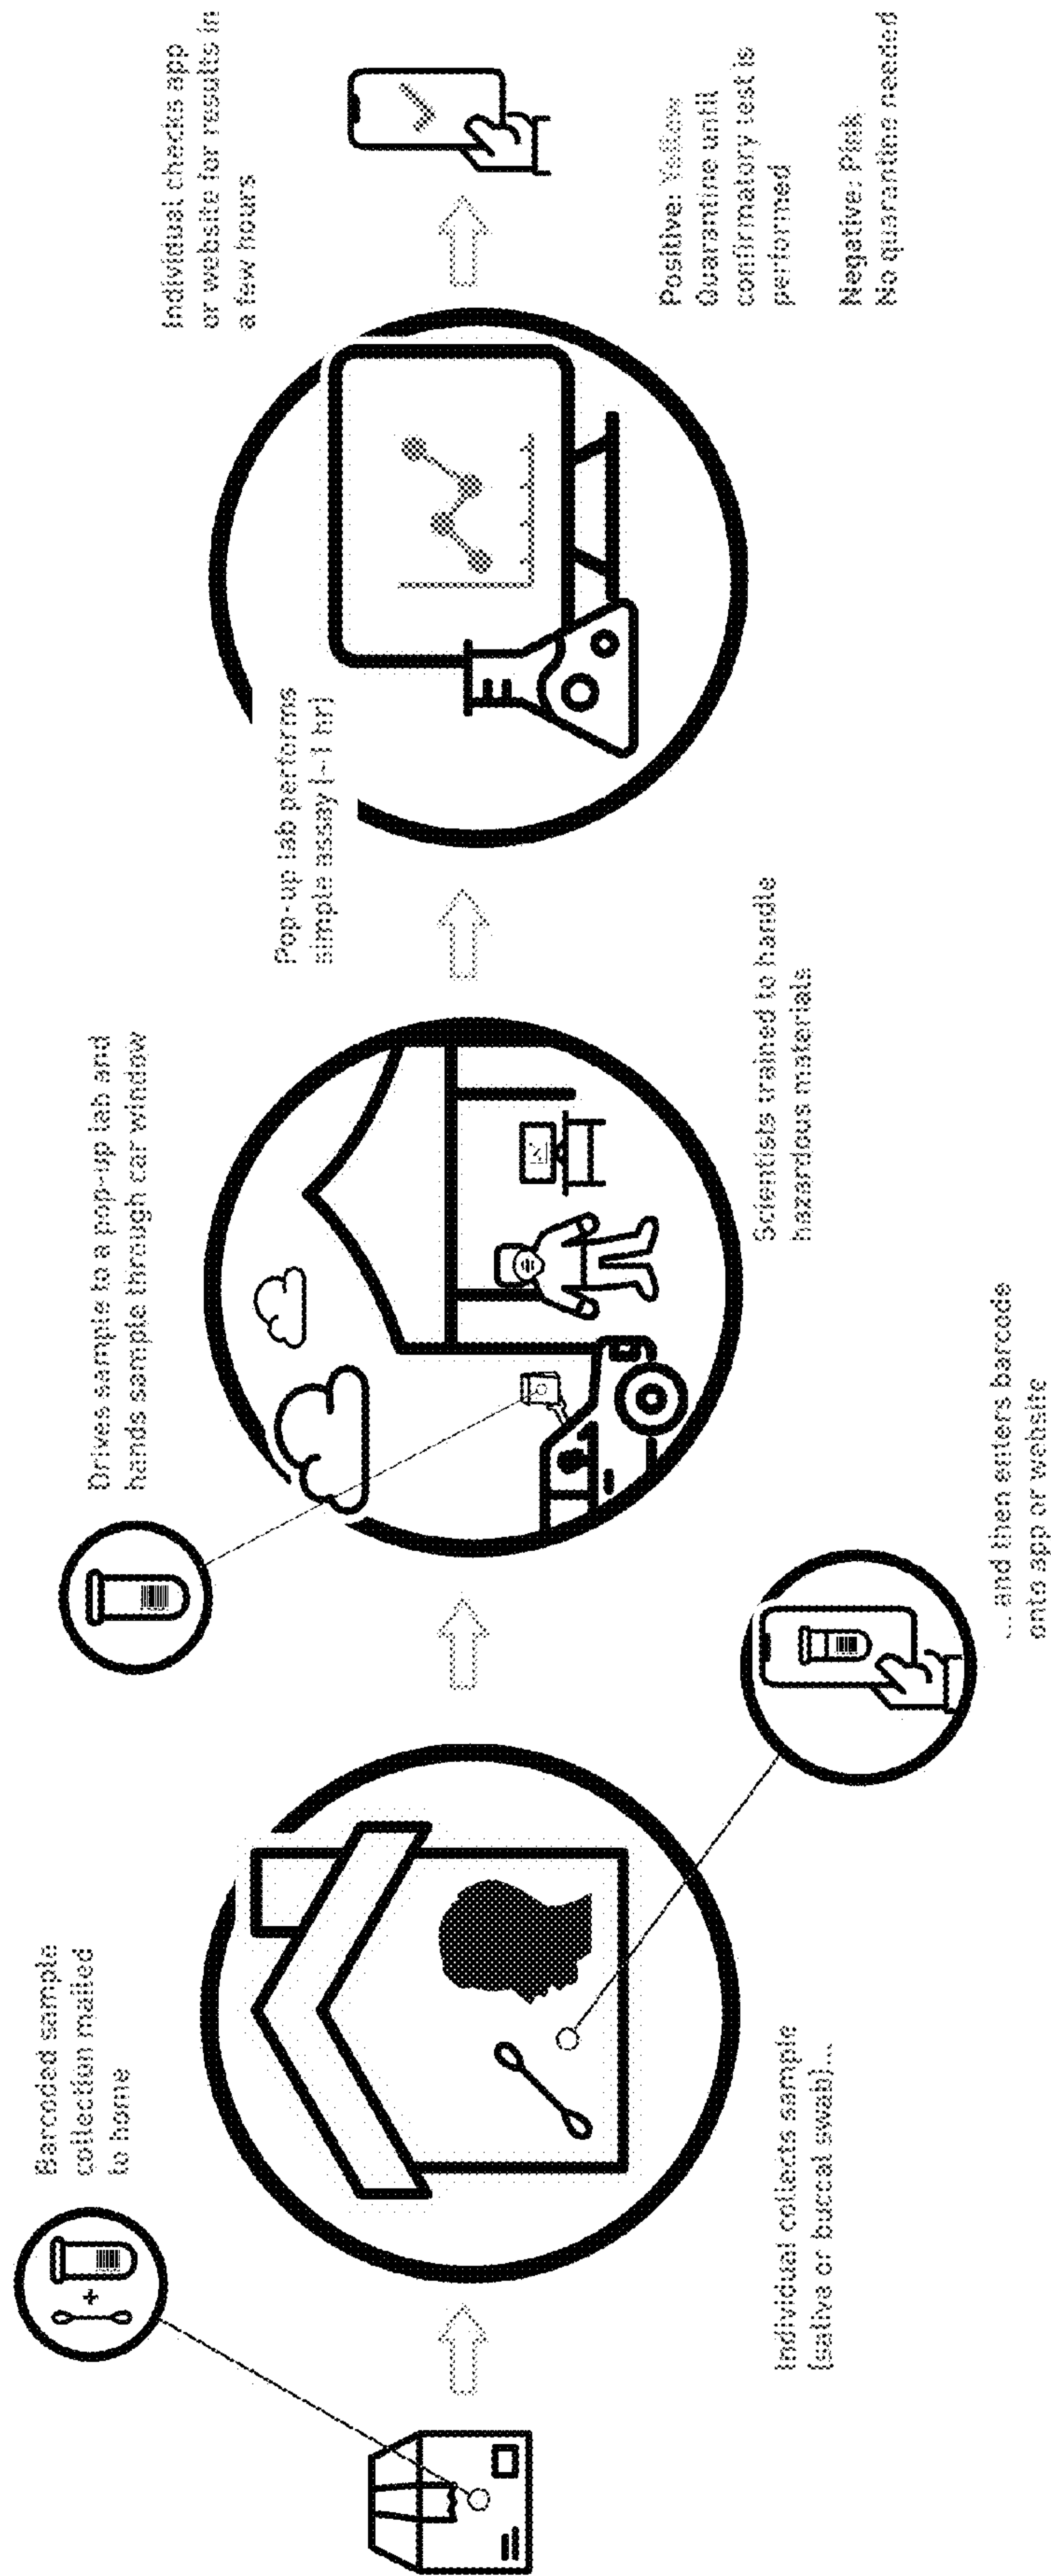 Barcoded sample
collection mailed
to home
Individual collects sample
(salive or buccal swab)...
... and then enters barcode
onto app or website
Drives sample to a pop-up lab and
hands sample through car window
Scientists trained to handle
hazardous materials
Pop-up lab performs
simple assay (~1 hr)
Individual checks app
or website for results in
a few hours
Positive: Yellow
Quarantine until
confirmatory test is
performed
Negative: Pink
No quarantine needed